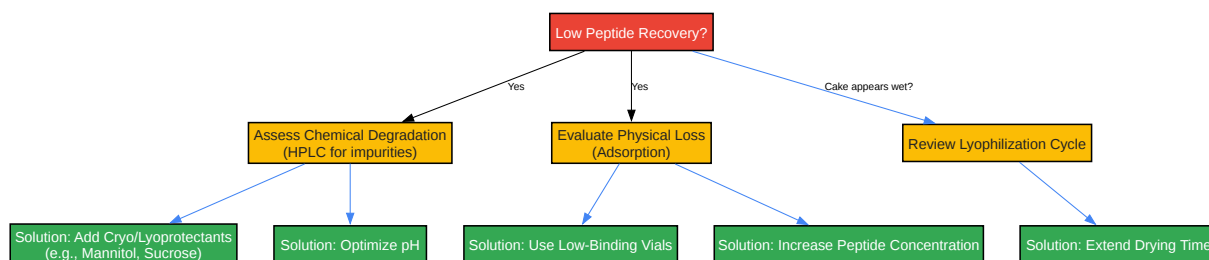 Low Peptide Recovery?
Yes
Yes
Cake appears wet?
Assess Chemical Degradation
(HPLC for impurities)
Evaluate Physical Loss
(Adsorption)
Review Lyophilization Cycle
Solution: Add Cryo/Lyoprotectants
(e.g., Mannitol, Sucrose)
Solution: Optimize pH
Solution: Use Low-Binding Vials
Solution: Increase Peptide Concentration
Solution: Extend Drying Time